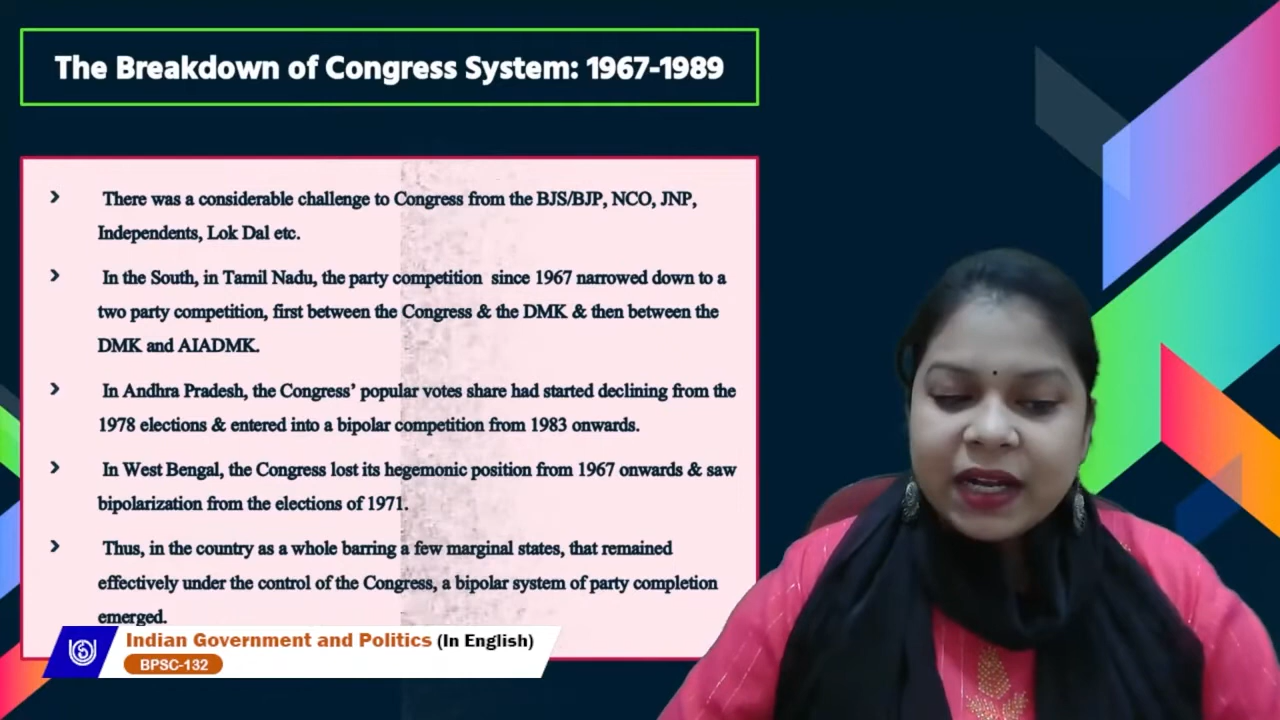 The Breakdown of Congress System: 1967-1989
There was a considerable challenge to Congress from the BJS/BJP, NCO, JNP,
Independents, Lok Dal etc.
In the South, in Tamil Nadu, the party competition since 1967 narrowed down to a
two party competition, first between the Congress & the DMK & then between the
DMK and AIADMK.
In Andhra Pradesh, the Congress’ popular votes share had started declining from the
1978 elections & entered into a bipolar competition from 1983 onwards.
In West Bengal, the Congress lost its hegemonic position from 1967 onwards & saw
bipolarization from the elections of 1971.
Thus, in the country as a whole barring a few marginal states, that remained
effectively under the control of the Congress, a bipolar system of party completion
emerged.
Indian Government and Politics (In English)
BPSC-132